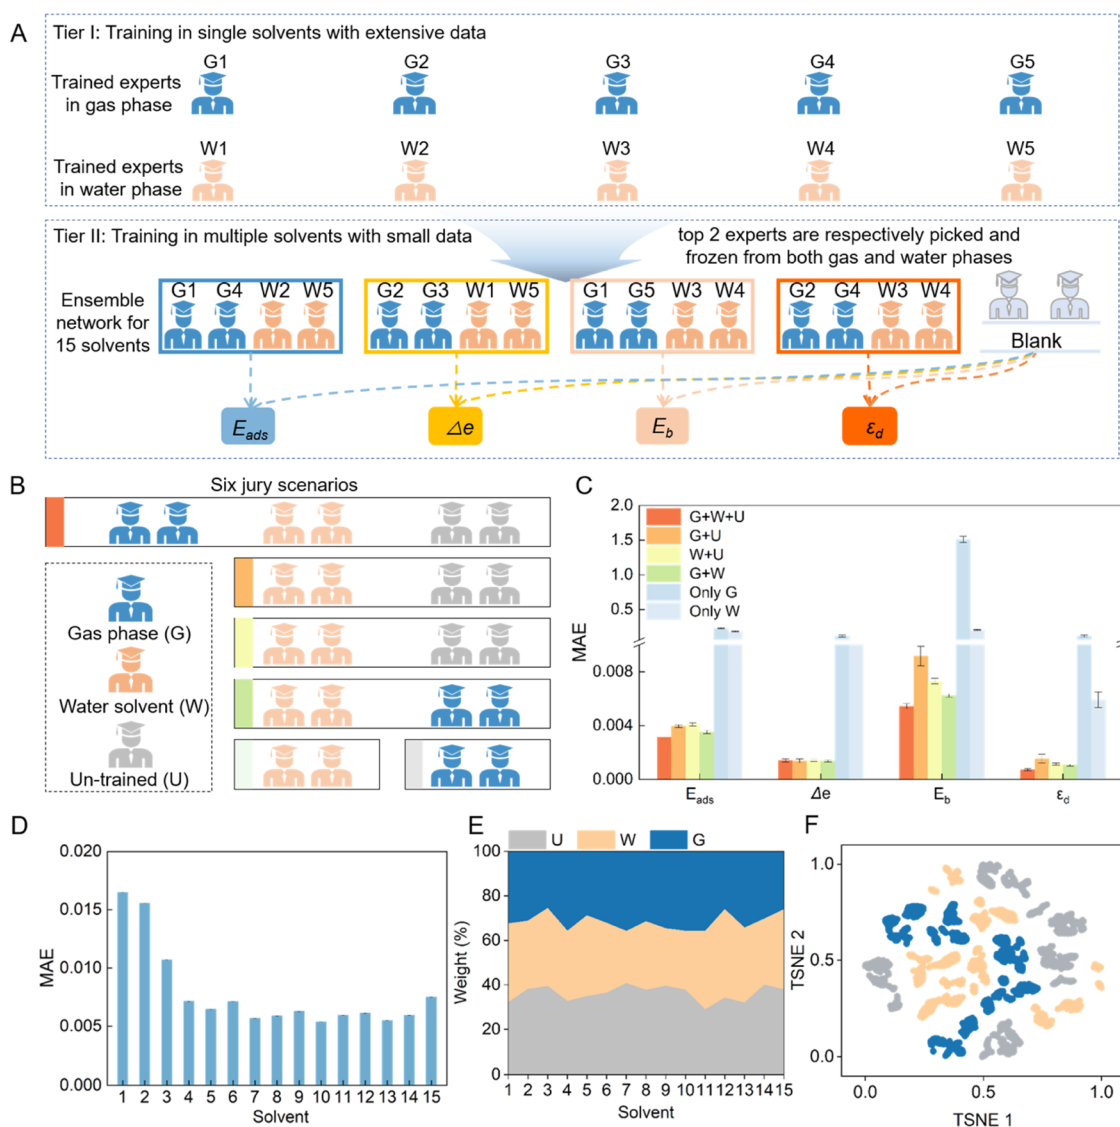 A
Tier I: Training in single solvents with extensive data
G1 G2 G3 G4 G5
Trained experts
in gas phase
W1 W2 W3 W4 W5
Trained experts
in water phase
Tier II: Training in multiple solvents with small data
top 2 experts are respectively picked and
frozen from both gas and water phases
G1 G4 W2 W5 G2 G3 W1 W5 G1 G5 W3 W4 G2 G4 W3 W4
Ensemble
network for
15 solvents
Blank
E_ads Δe E_b ε_d
B
Six jury scenarios
Gas phase (G)
Water solvent (W)
Un-trained (U)
C
2.0
1.5
1.0
0.5
0.008
0.004
0.000
MAE
G+W+U
G+U
W+U
G+W
Only G
Only W
E_ads Δe E_b ε_d
D
0.020
0.015
0.010
0.005
0.000
MAE
1 2 3 4 5 6 7 8 9 10 11 12 13 14 15
Solvent
E
U W G
100
80
60
40
20
0
Weight (%)
1 2 3 4 5 6 7 8 9 10 11 12 13 14 15
Solvent
F
1.0
0.5
0.0
TSNE 2
0.0 0.5 1.0
TSNE 1